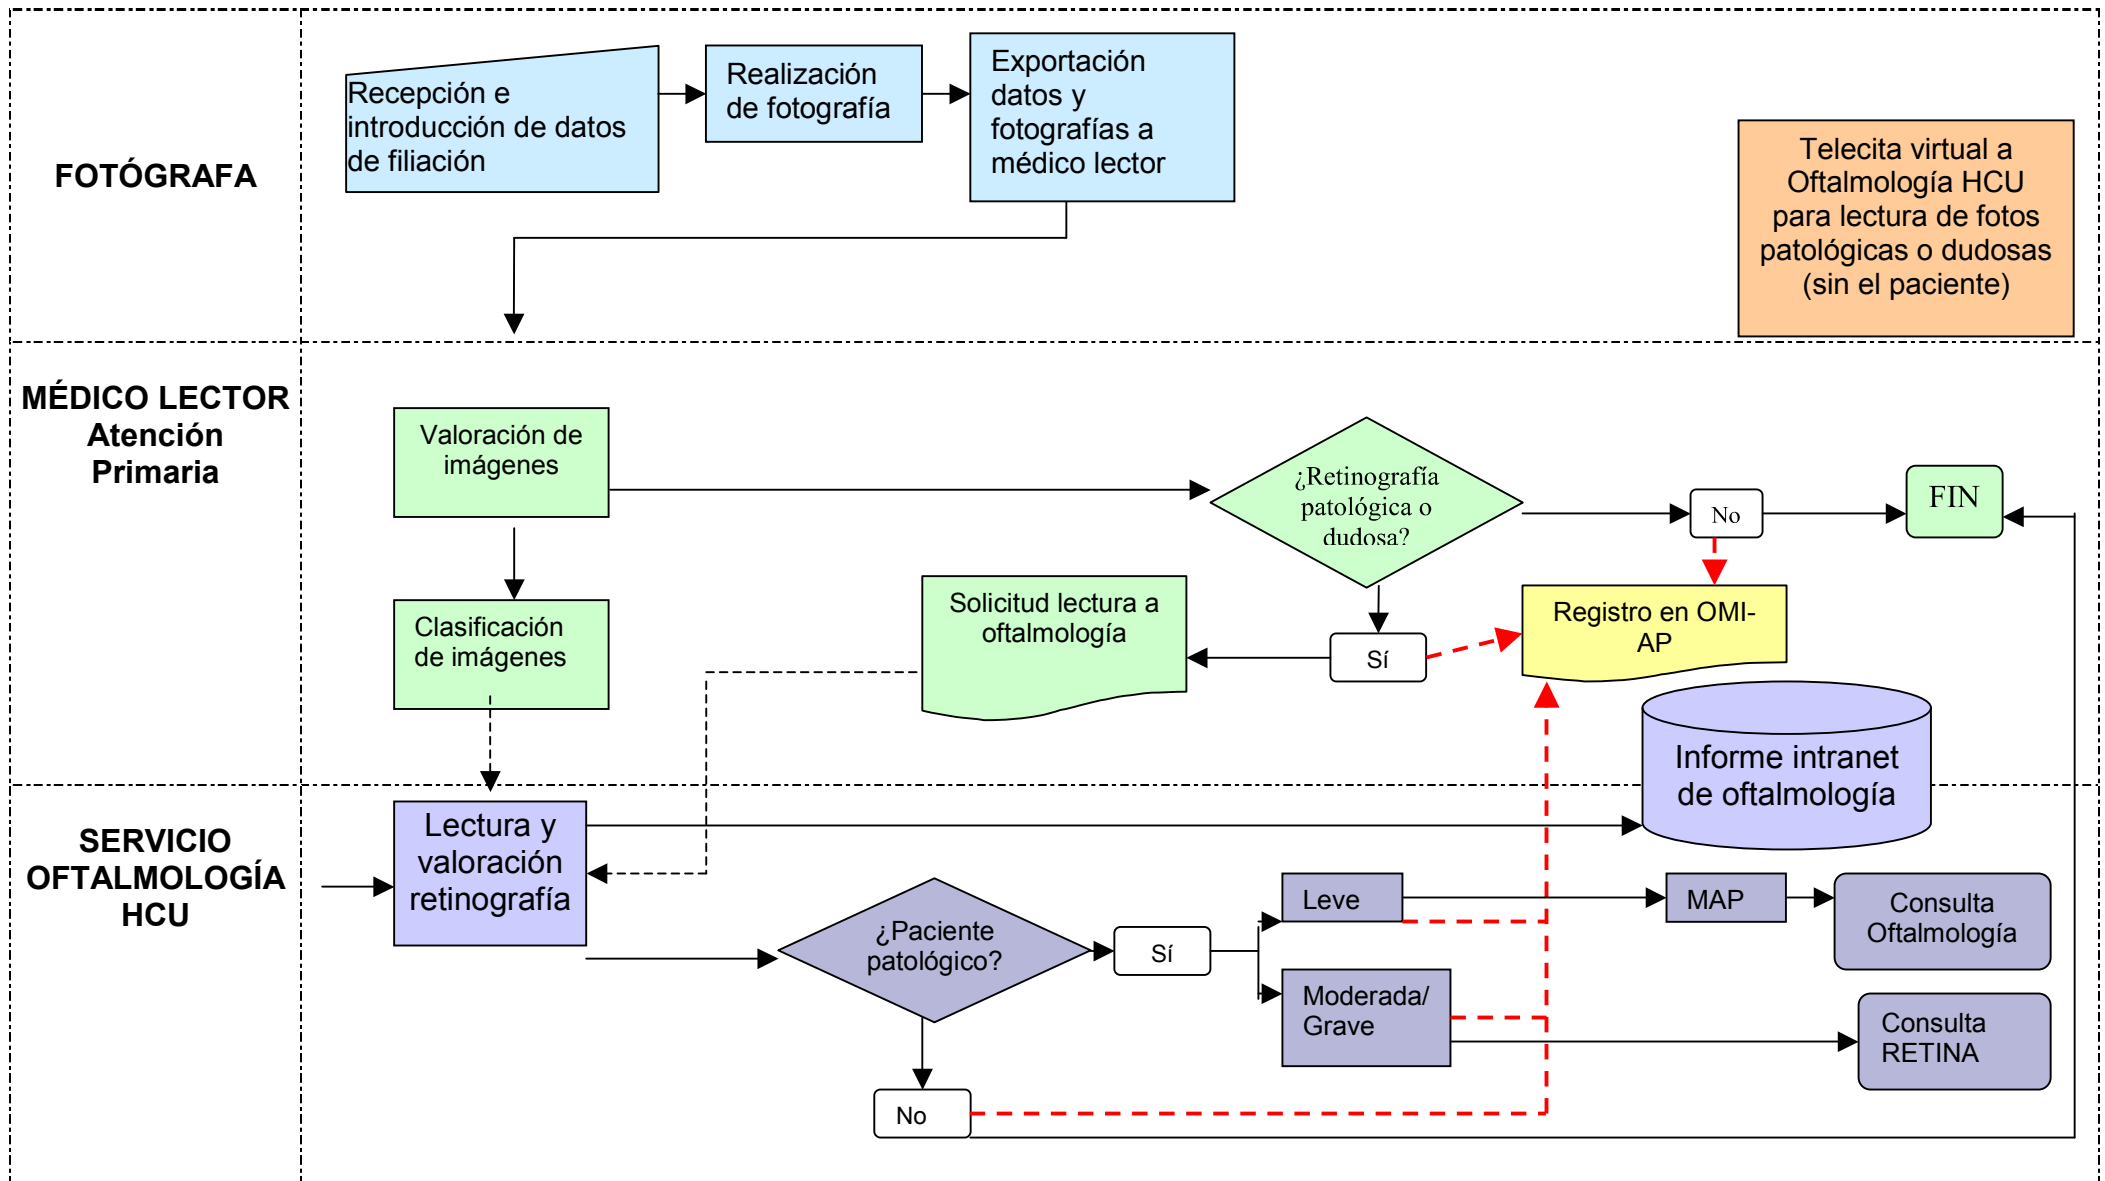 FOTÓGRAFA
Recepción e
introducción de datos
de filiación
Realización
de fotografía
Exportación
datos y
fotografías a
médico lector
Telecita virtual a
Oftalmología HCU
para lectura de fotos
patológicas o dudosas
(sin el paciente)
MÉDICO LECTOR
Atención
Primaria
Valoración de
imágenes
¿Retinografía
patológica o
dudosa?
No
FIN
Clasificación
de imágenes
Solicitud lectura a
oftalmología
Sí
Registro en OMI-
AP
Informe intranet
de oftalmología
SERVICIO
OFTALMOLOGÍA
HCU
Lectura y
valoración
retinografía
¿Paciente
patológico?
Sí
Leve
MAP
Consulta
Oftalmología
Moderada/
Grave
Consulta
RETINA
No